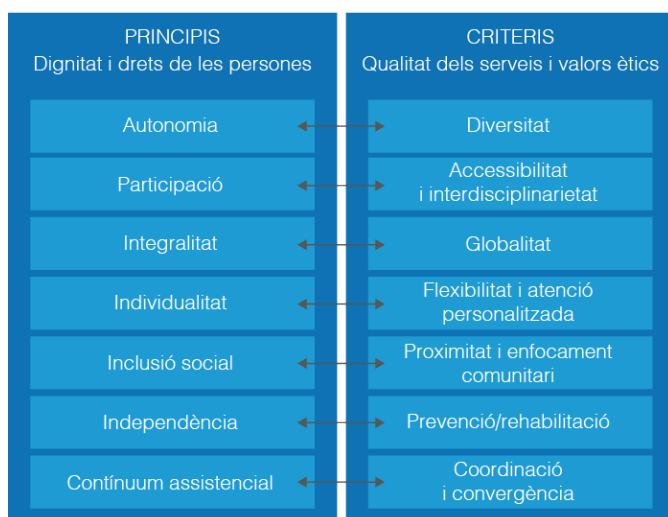 PRINCIPIS
Dignitat i drets de les persones
CRITERIS
Qualitat dels serveis i valors ètics
Autonomia
Diversitat
Participació
Accessibilitat
i interdisciplinarietat
Integralitat
Globalitat
Individualitat
Flexibilitat i atenció
personalitzada
Inclusió social
Proximitat i enfocament
comunitari
Independència
Prevenció/rehabilitació
Contínuum assistencial
Coordinació
i convergència